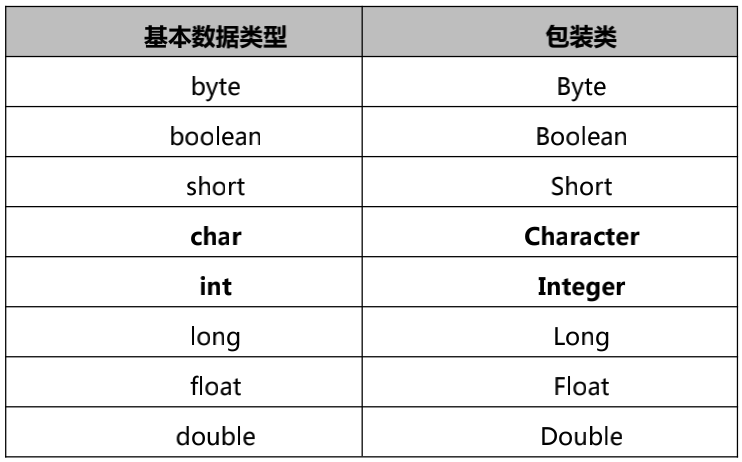 基本数据类型 包装类
byte Byte
boolean Boolean
short Short
char Character
int Integer
long Long
float Float
double Double